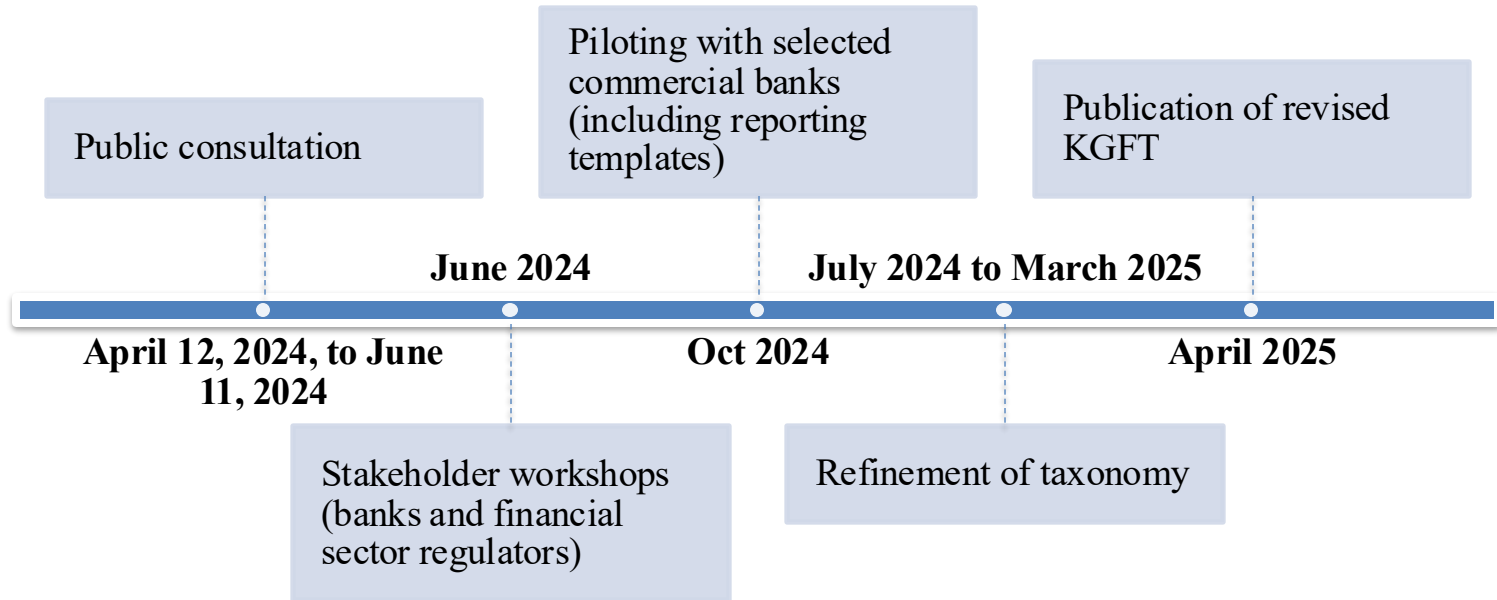 Public consultation
Piloting with selected
commercial banks
(including reporting
templates)
Publication of revised
KGFT
June 2024
July 2024 to March 2025
April 12, 2024, to June
11, 2024
Oct 2024
April 2025
Stakeholder workshops
(banks and financial
sector regulators)
Refinement of taxonomy